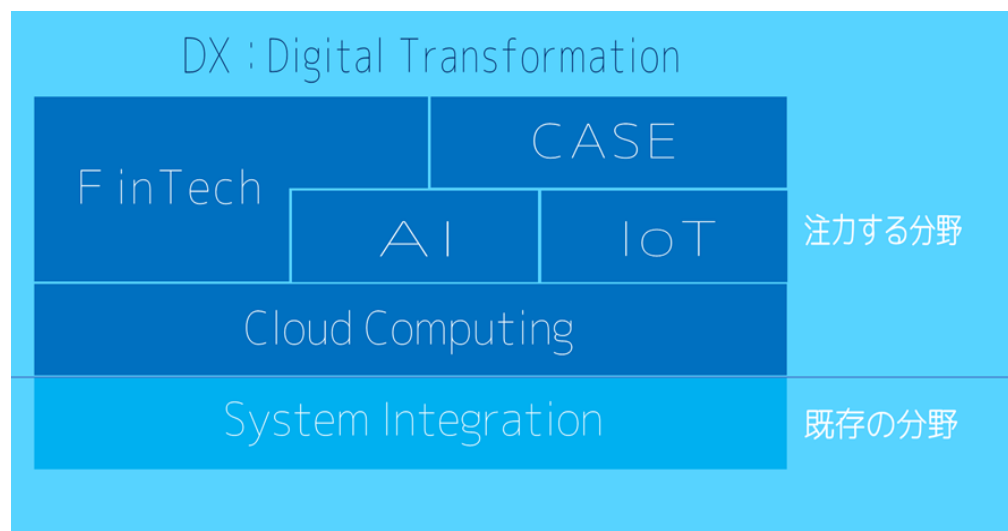 DX：Digital Transformation
CASE
FinTech
AI
IoT
注力する分野
Cloud Computing
System Integration
既存の分野